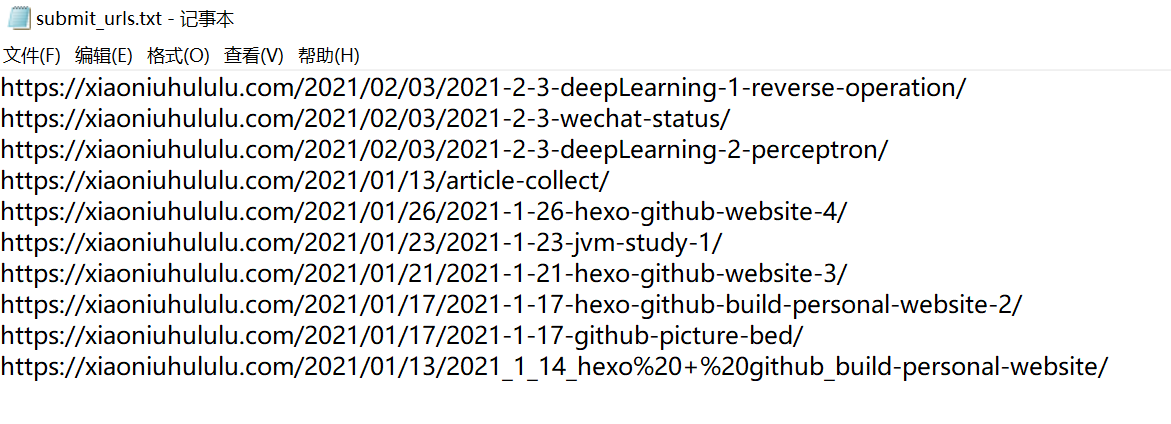 submit_urls.txt - 记事本
文件(F) 编辑(E) 格式(O) 查看(V) 帮助(H)
https://xiaoniuhululu.com/2021/02/03/2021-2-3-deepLearning-1-reverse-operation/
https://xiaoniuhululu.com/2021/02/03/2021-2-3-wechat-status/
https://xiaoniuhululu.com/2021/02/03/2021-2-3-deepLearning-2-perceptron/
https://xiaoniuhululu.com/2021/01/13/article-collect/
https://xiaoniuhululu.com/2021/01/26/2021-1-26-hexo-github-website-4/
https://xiaoniuhululu.com/2021/01/23/2021-1-23-jvm-study-1/
https://xiaoniuhululu.com/2021/01/21/2021-1-21-hexo-github-website-3/
https://xiaoniuhululu.com/2021/01/17/2021-1-17-hexo-github-build-personal-website-2/
https://xiaoniuhululu.com/2021/01/17/2021-1-17-github-picture-bed/
https://xiaoniuhululu.com/2021/01/13/2021_1_14_hexo%20+%20github_build-personal-website/